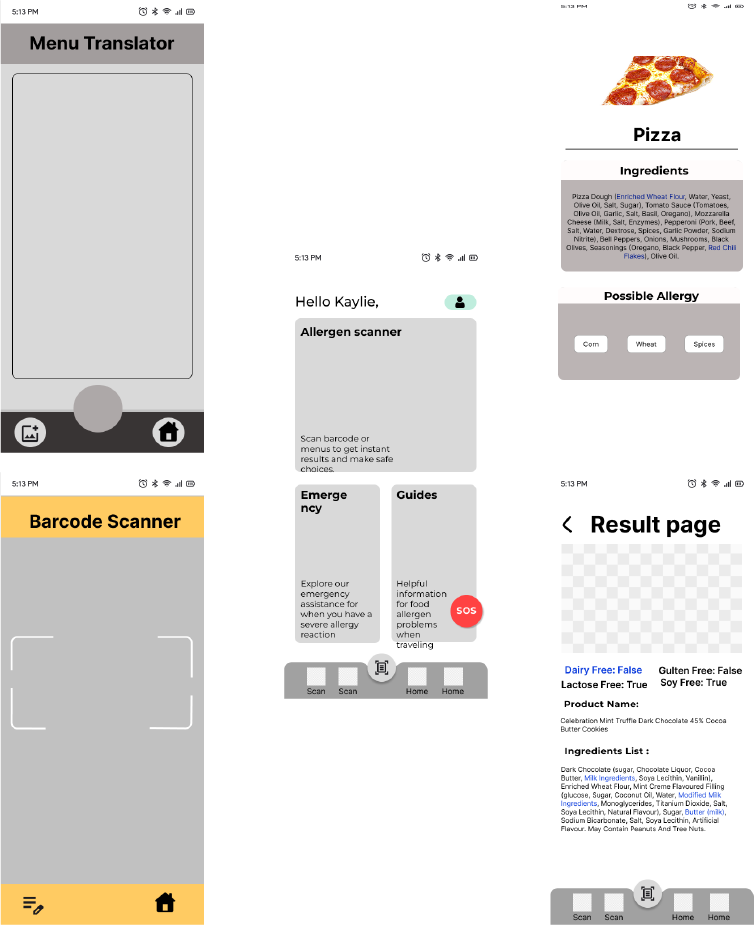 5:13 PM
Menu Translator
5:13 PM
Barcode Scanner
5:13 PM
Hello Kaylie,
Allergen scanner
Scan barcode or
menus to get instant
results and make safe
choices.
Emerge
ncy
Explore our
emergency
assistance for
when you have a
severe allergy
reaction
Guides
Helpful
information
for food
allergen
problems
when
traveling
SOS
Scan Scan Home Home
5:13 PM
Pizza
Ingredients
Pizza Dough (Enriched Wheat Flour, Water, Yeast,
Olive Oil, Salt, Sugar), Tomato Sauce (Tomatoes,
Olive Oil, Garlic, Salt, Basil, Oregano), Mozzarella
Cheese (Milk, Salt, Enzymes), Pepperoni (Pork, Beef,
Salt, Water, Dextrose, Spices, Garlic Powder, Sodium
Nitrite), Bell Peppers, Onions, Mushrooms, Black
Olives, Seasonings (Oregano, Black Pepper, Red Chili
Flakes), Olive Oil.
Possible Allergy
Corn Wheat Spices
5:13 PM
Result page
Dairy Free: False Gulten Free: False
Lactose Free: True Soy Free: True
Product Name:
Celebration Mint Truffle Dark Chocolate 45% Cocoa
Butter Cookies
Ingredients List :
Dark Chocolate (sugar, Chocolate Liquor, Cocoa
Butter, Milk Ingredients, Soya Lecithin, Vanillin),
Enriched Wheat Flour, Mint Creme Flavoured Filling
(glucose, Sugar, Coconut Oil, Water, Modified Milk
Ingredients, Monoglycerides, Titanium Dioxide, Salt,
Soya Lecithin, Natural Flavour), Sugar, Butter (milk),
Sodium Bicarbonate, Salt, Soya Lecithin, Artificial
Flavour. May Contain Peanuts And Tree Nuts.
Scan Scan Home Home